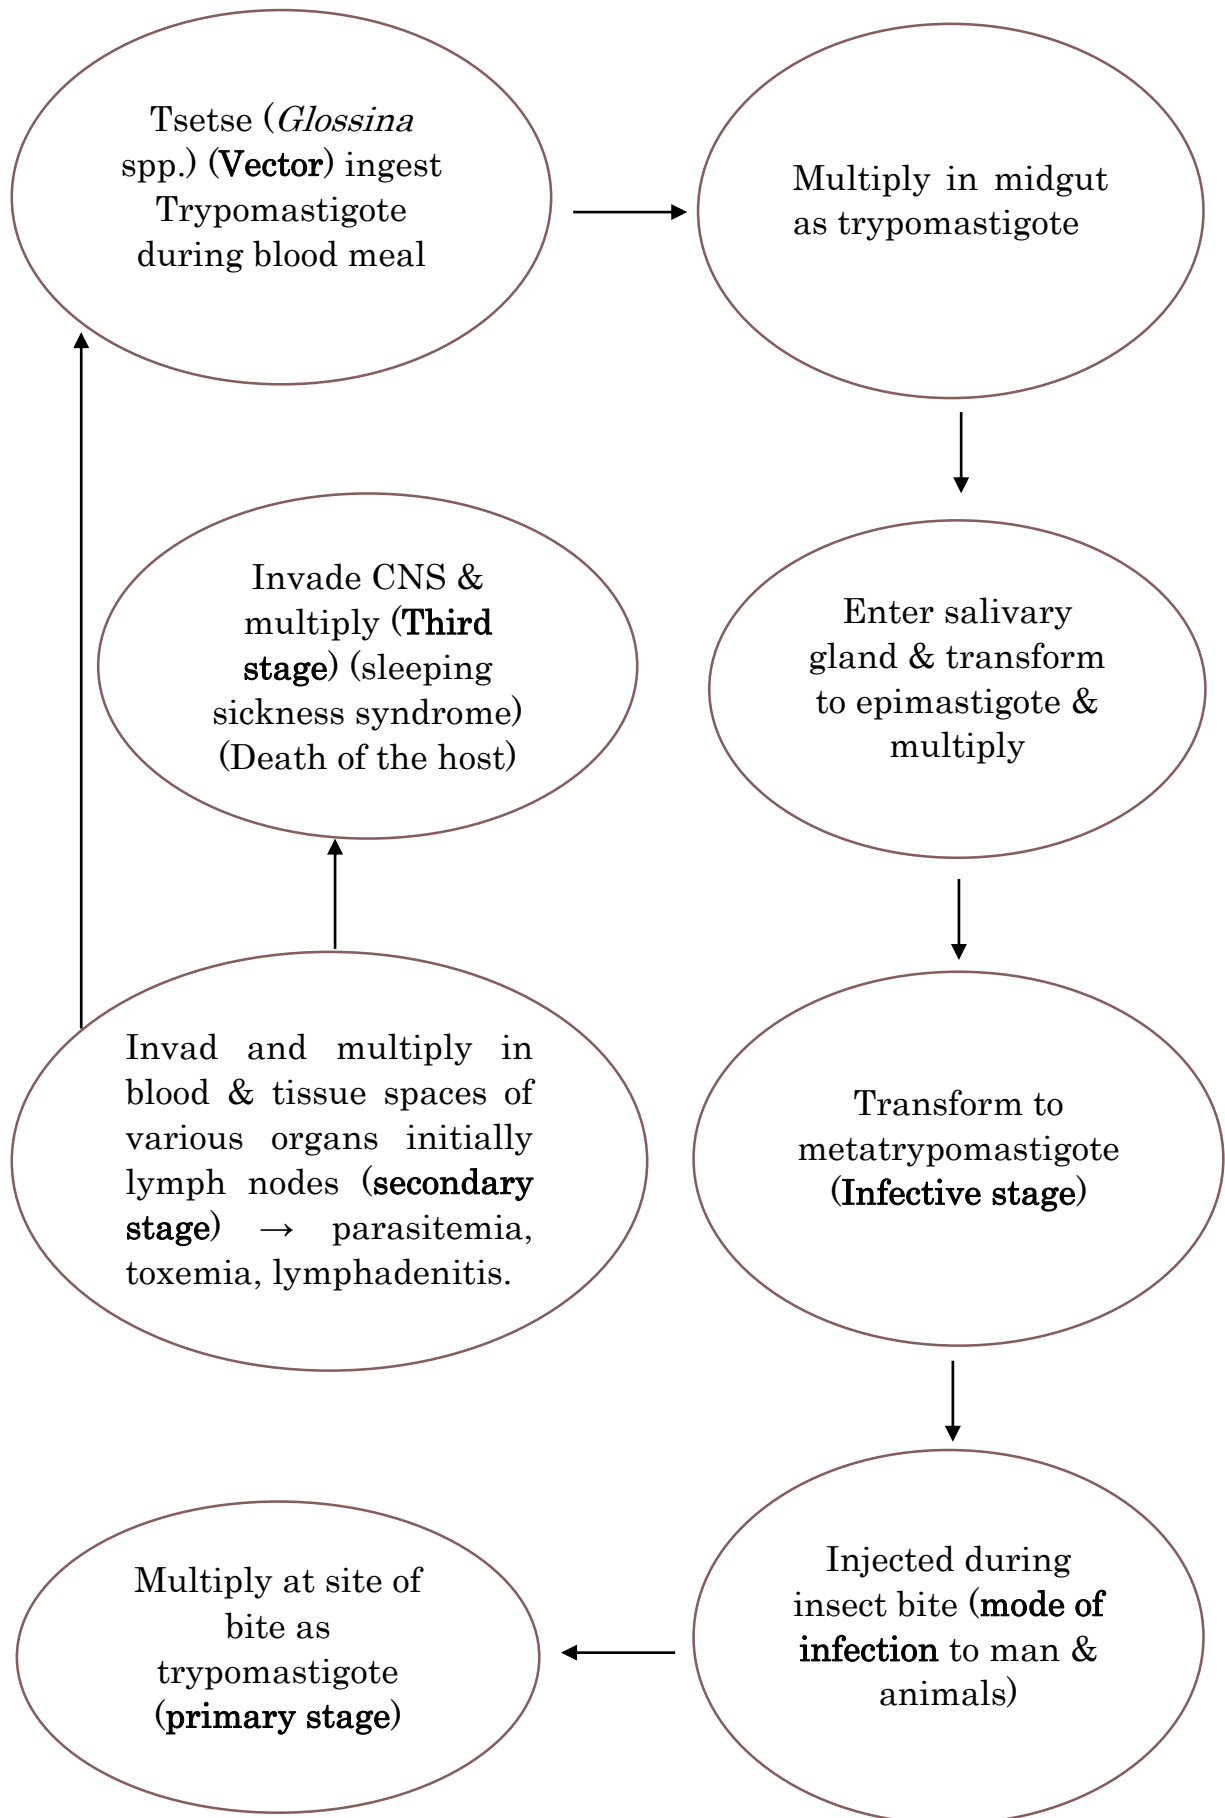 Tsetse (Glossina
spp.) (Vector) ingest
Trypomastigote
during blood meal
Multiply in midgut
as trypomastigote
Enter salivary
gland & transform
to epimastigote &
multiply
Transform to
metatrypomastigote
(Infective stage)
Injected during
insect bite (mode of
infection to man &
animals)
Multiply at site of
bite as
trypomastigote
(primary stage)
Invad and multiply in
blood & tissue spaces of
various organs initially
lymph nodes (secondary
stage) → parasitemia,
toxemia, lymphadenitis.
Invade CNS &
multiply (Third
stage) (sleeping
sickness syndrome)
(Death of the host)